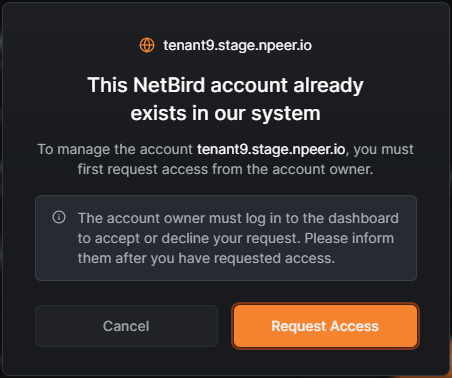 tenant9.stage.npeer.io
This NetBird account already
exists in our system
To manage the account tenant9.stage.npeer.io, you must
first request access from the account owner.
The account owner must log in to the dashboard
to accept or decline your request. Please inform
them after you have requested access.
Cancel
Request Access